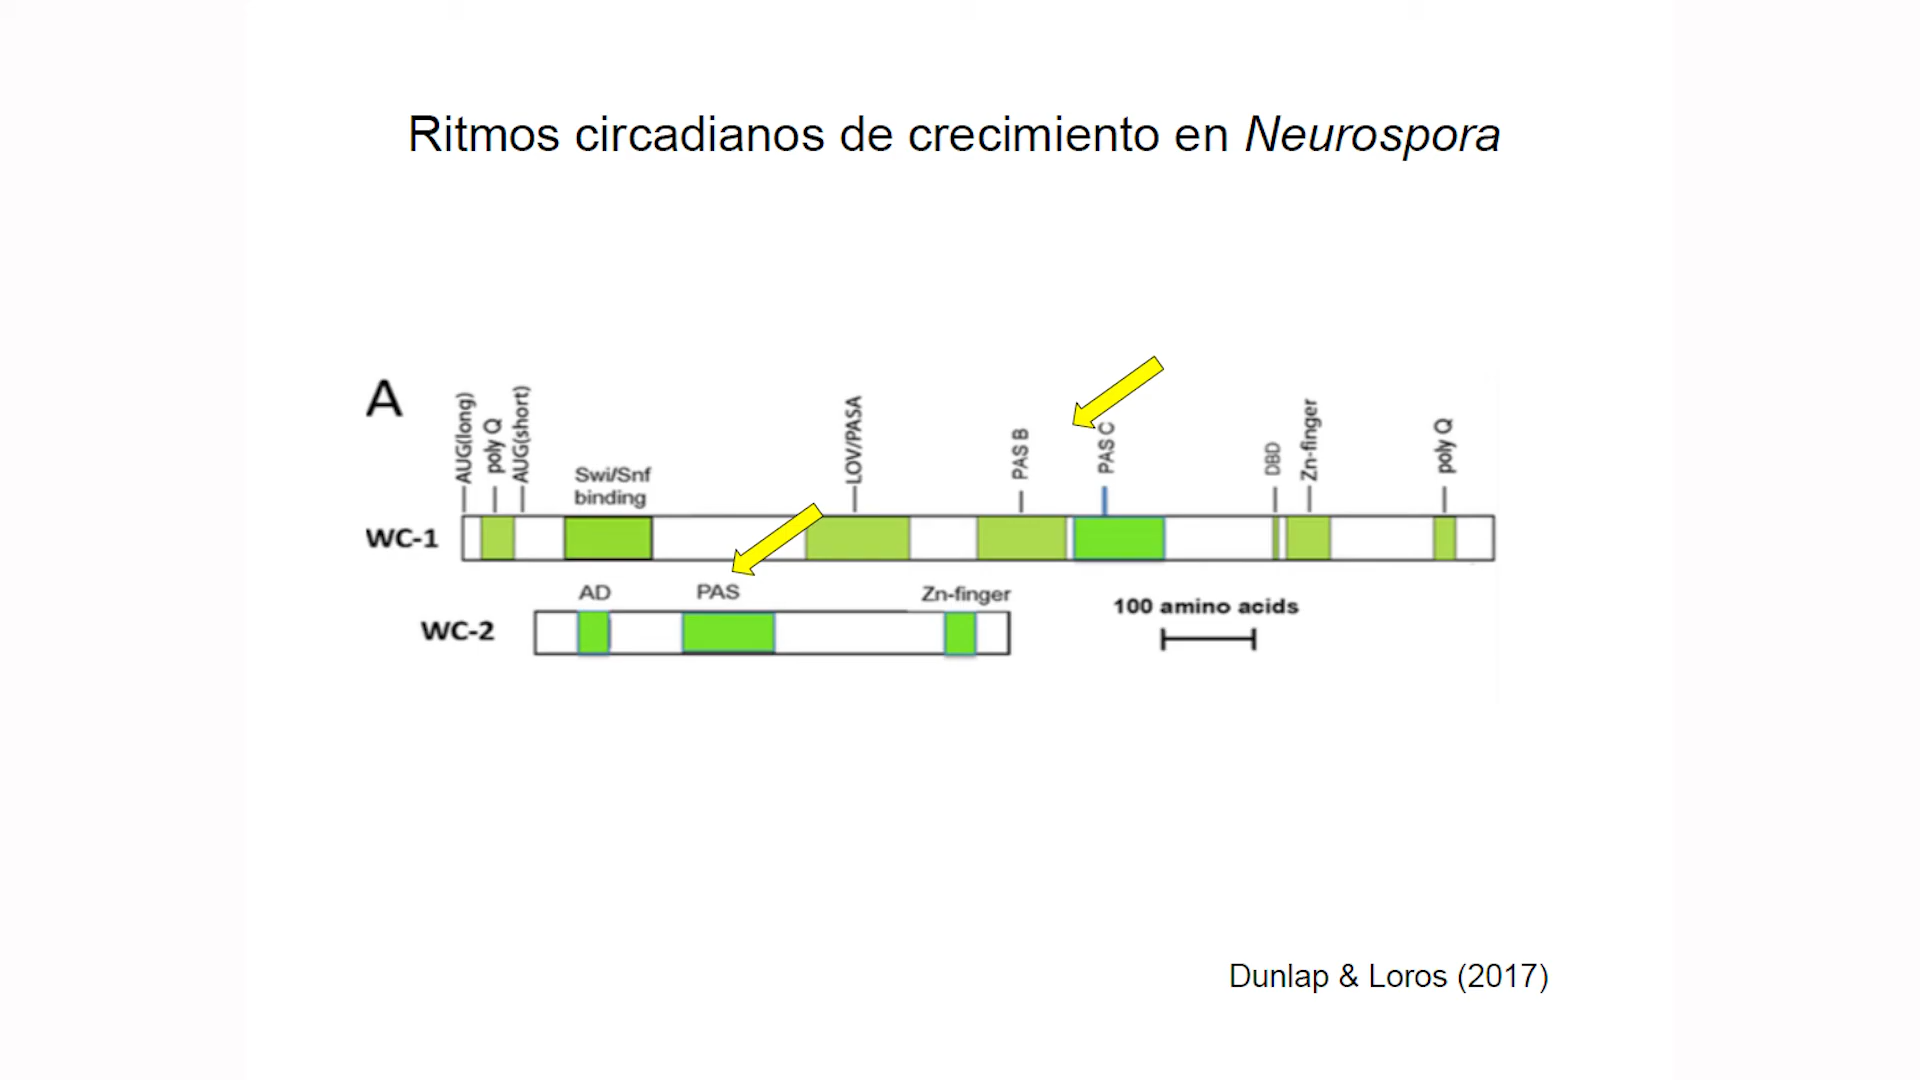 Ritmos circadianos de crecimiento en Neurospora
A
AUG(long)
poly Q
AUG(short)
Swi/Snf
binding
LOV/PASA
PAS B
PAS C
DBD
Zn-finger
poly Q
WC-1
AD
PAS
Zn-finger
WC-2
100 amino acids
Dunlap & Loros (2017)